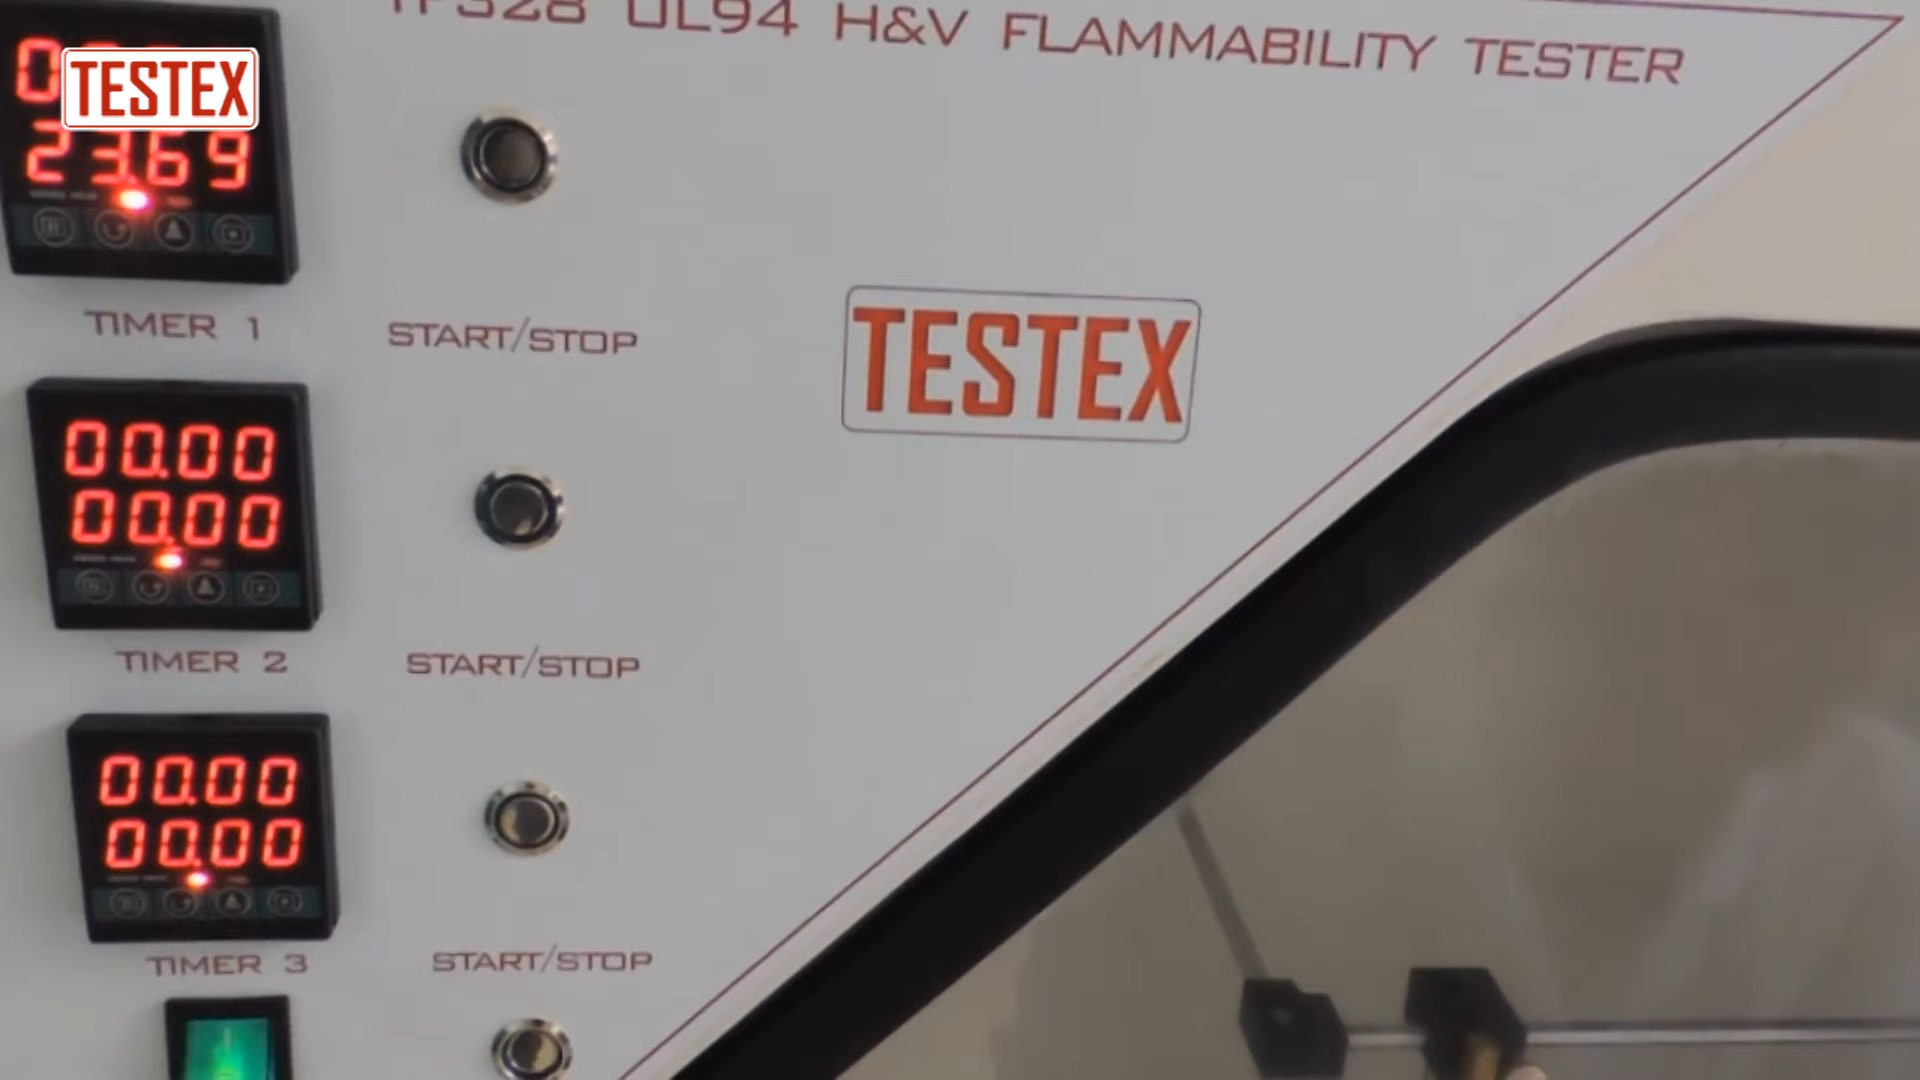 TF328 UL94 H&V FLAMMABILITY TESTER
TESTEX
23.69
TIMER 1
START/STOP
TESTEX
00.00
00.00
TIMER 2
START/STOP
00.00
00.00
TIMER 3
START/STOP